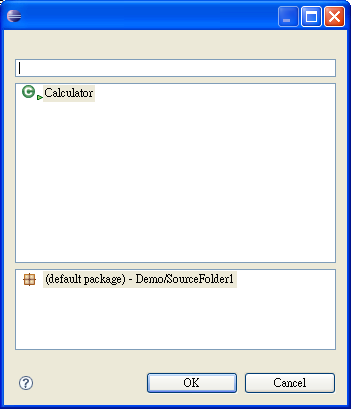 Calculator
(default package) - Demo/SourceFolder1
OK
Cancel